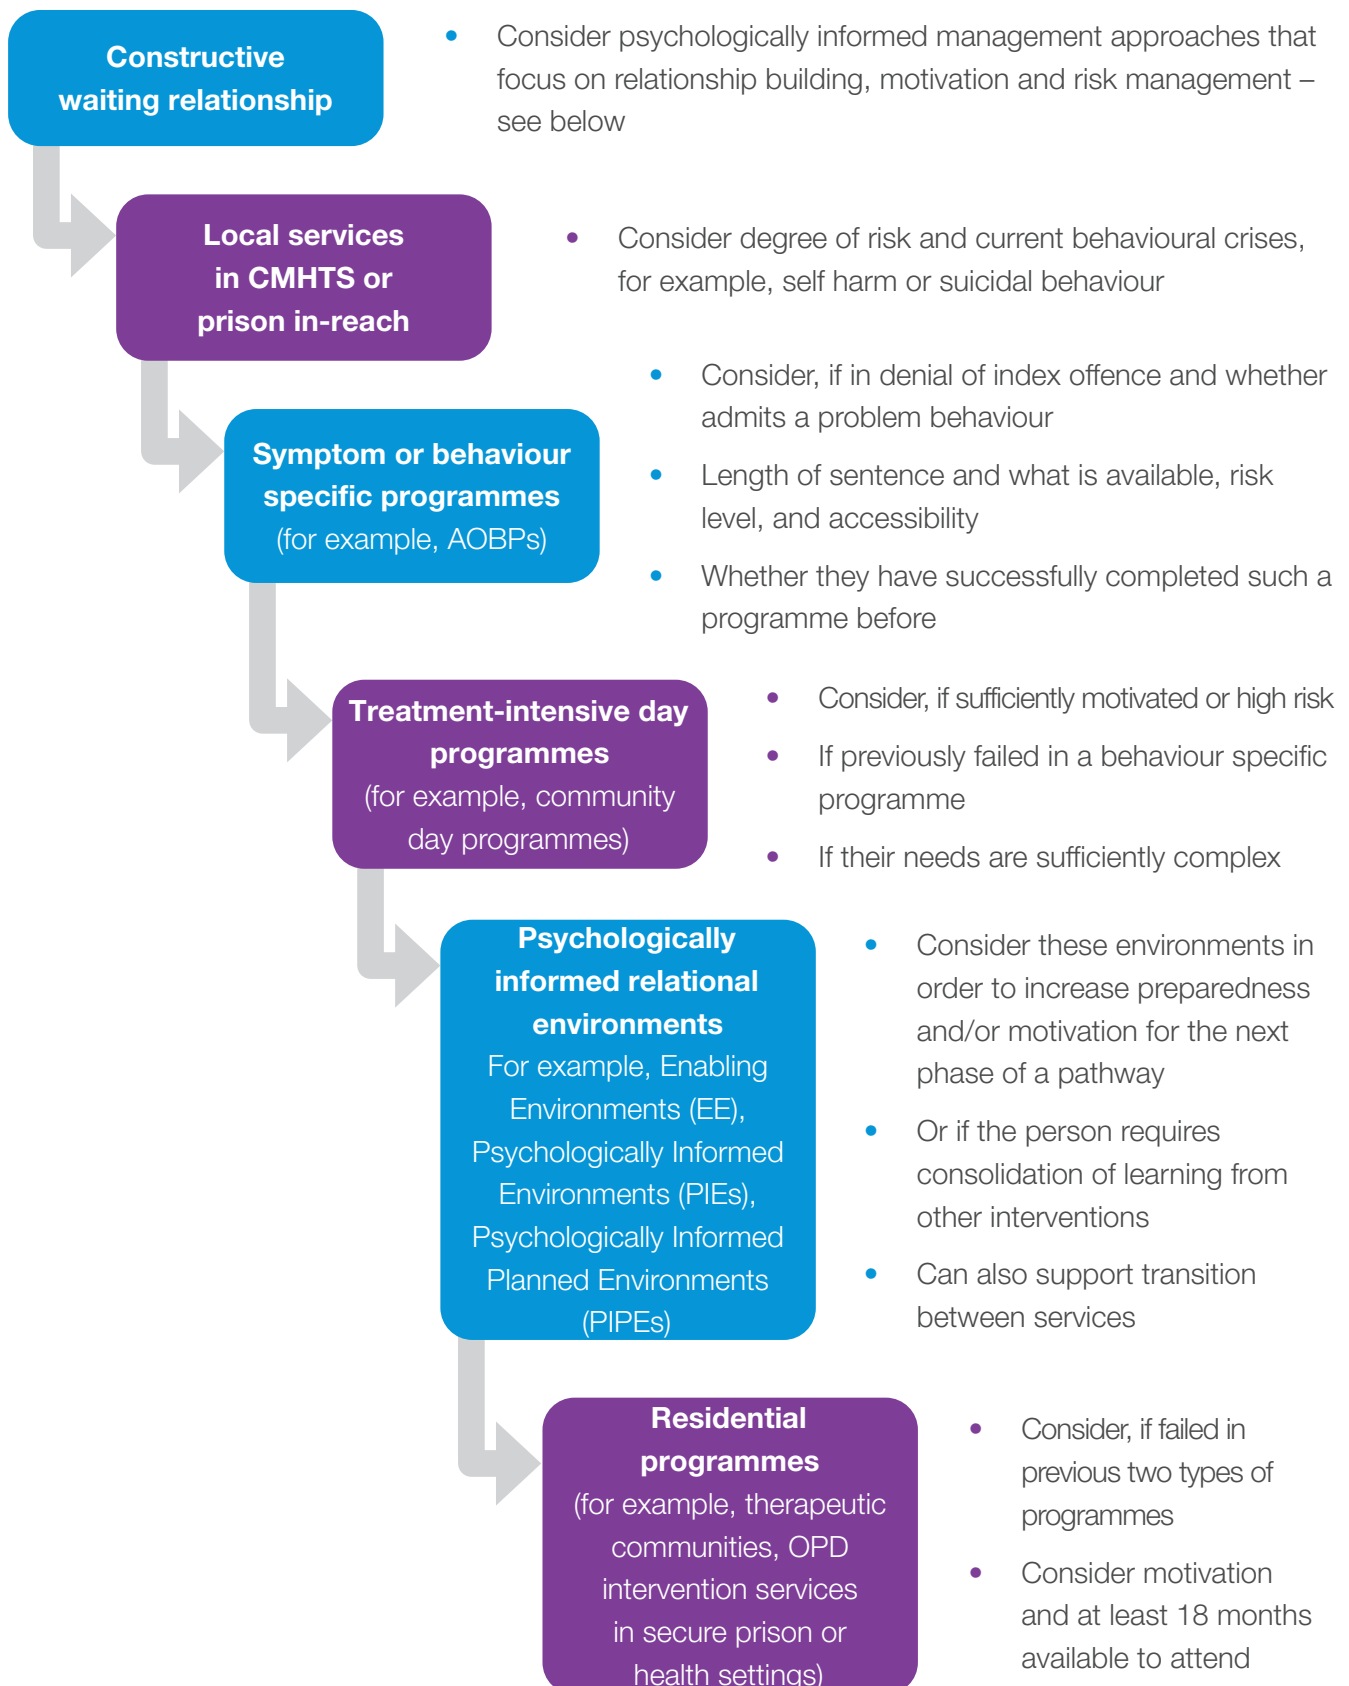 Constructive
waiting relationship
• Consider psychologically informed management approaches that
focus on relationship building, motivation and risk management –
see below
Local services
in CMHTS or
prison in-reach
• Consider degree of risk and current behavioural crises,
for example, self harm or suicidal behaviour
Symptom or behaviour
specific programmes
(for example, AOBPs)
• Consider, if in denial of index offence and whether
admits a problem behaviour
• Length of sentence and what is available, risk
level, and accessibility
• Whether they have successfully completed such a
programme before
Treatment-intensive day
programmes
(for example, community
day programmes)
• Consider, if sufficiently motivated or high risk
• If previously failed in a behaviour specific
programme
• If their needs are sufficiently complex
Psychologically
informed relational
environments
For example, Enabling
Environments (EE),
Psychologically Informed
Environments (PIEs),
Psychologically Informed
Planned Environments
(PIPEs)
• Consider these environments in
order to increase preparedness
and/or motivation for the next
phase of a pathway
• Or if the person requires
consolidation of learning from
other interventions
• Can also support transition
between services
Residential
programmes
(for example, therapeutic
communities, OPD
intervention services
in secure prison or
health settings)
• Consider, if failed in
previous two types of
programmes
• Consider motivation
and at least 18 months
available to attend